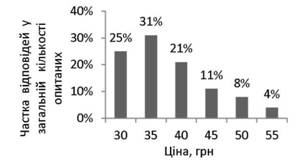 Частка відповідей у
загальній кількості
опитаних
40%
30%
20%
10%
0%
25%
31%
21%
11%
8%
4%
30 35 40 45 50 55
Ціна, грн